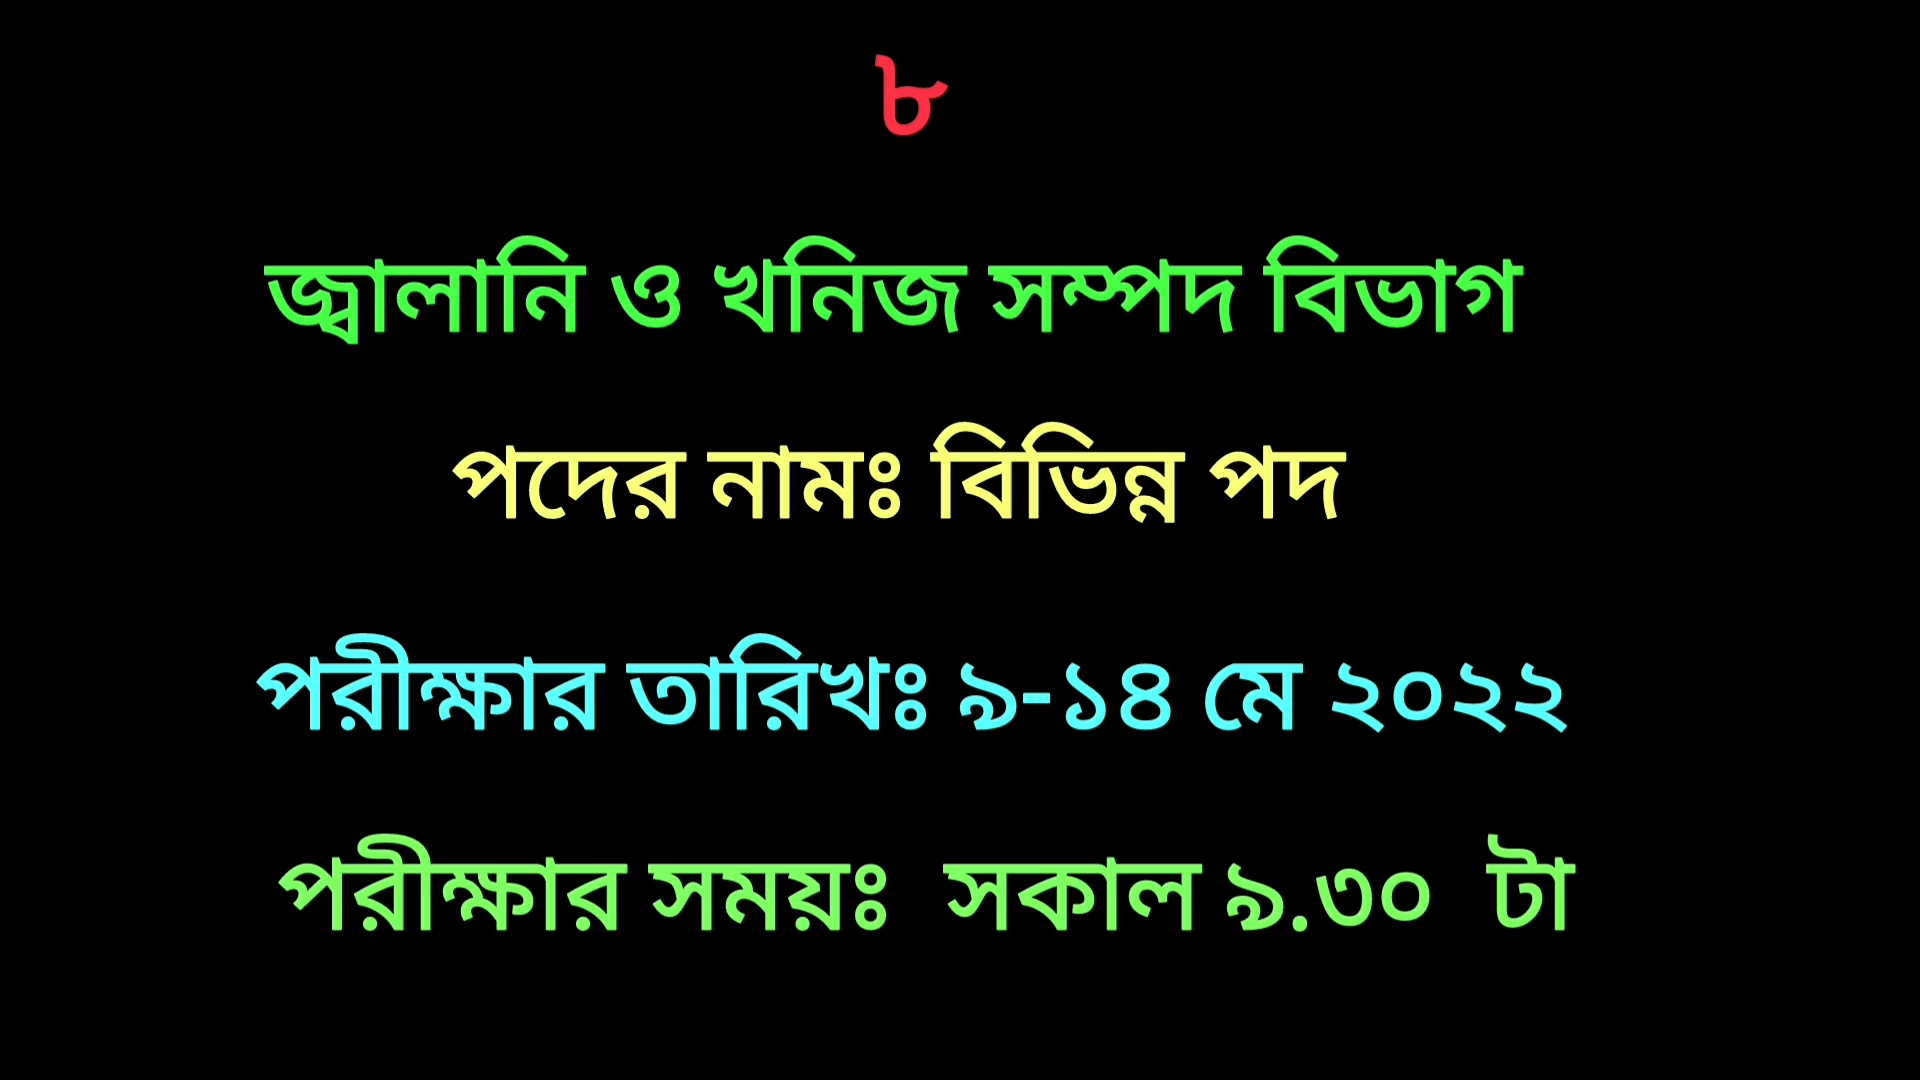 ৮
জ্বালানি ও খনিজ সম্পদ বিভাগ
পদের নামঃ বিভিন্ন পদ
পরীক্ষার তারিখঃ ৯-১৪ মে ২০২২
পরীক্ষার সময়ঃ সকাল ৯.৩০ টা